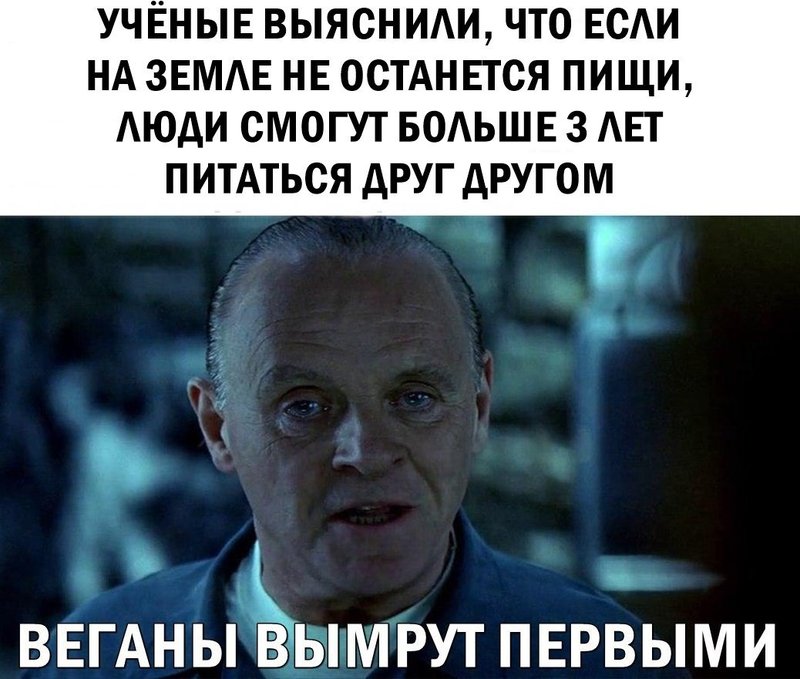 УЧЁНЫЕ ВЫЯСНИЛИ, ЧТО ЕСЛИ
НА ЗЕМЛЕ НЕ ОСТАНЕТСЯ ПИЩИ,
ЛЮДИ СМОГУТ БОЛЬШЕ 3 ЛЕТ
ПИТАТЬСЯ ДРУГ ДРУГОМ
ВЕГАНЫ ВЫМРУТ ПЕРВЫМИ